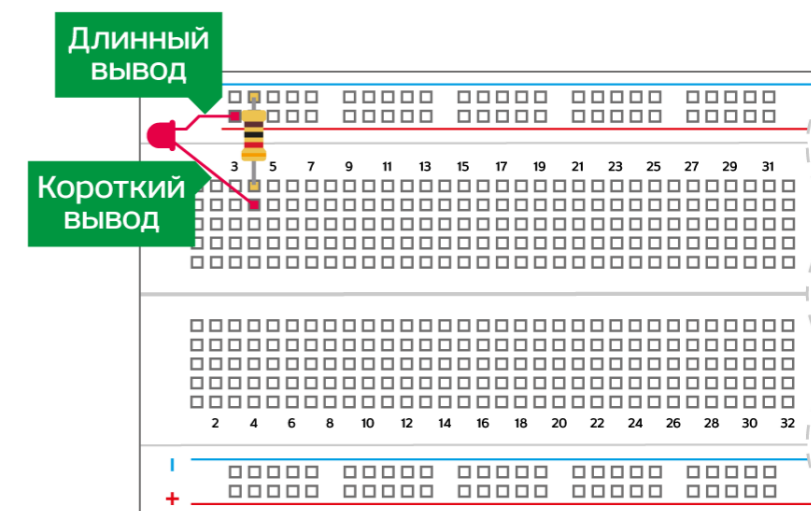 Длинный
вывод
3 5 7 9 11 13 15 17 19 21 23 25 27 29 31
Короткий
вывод
2 4 6 8 10 12 14 16 18 20 22 24 26 28 30 32
−
+